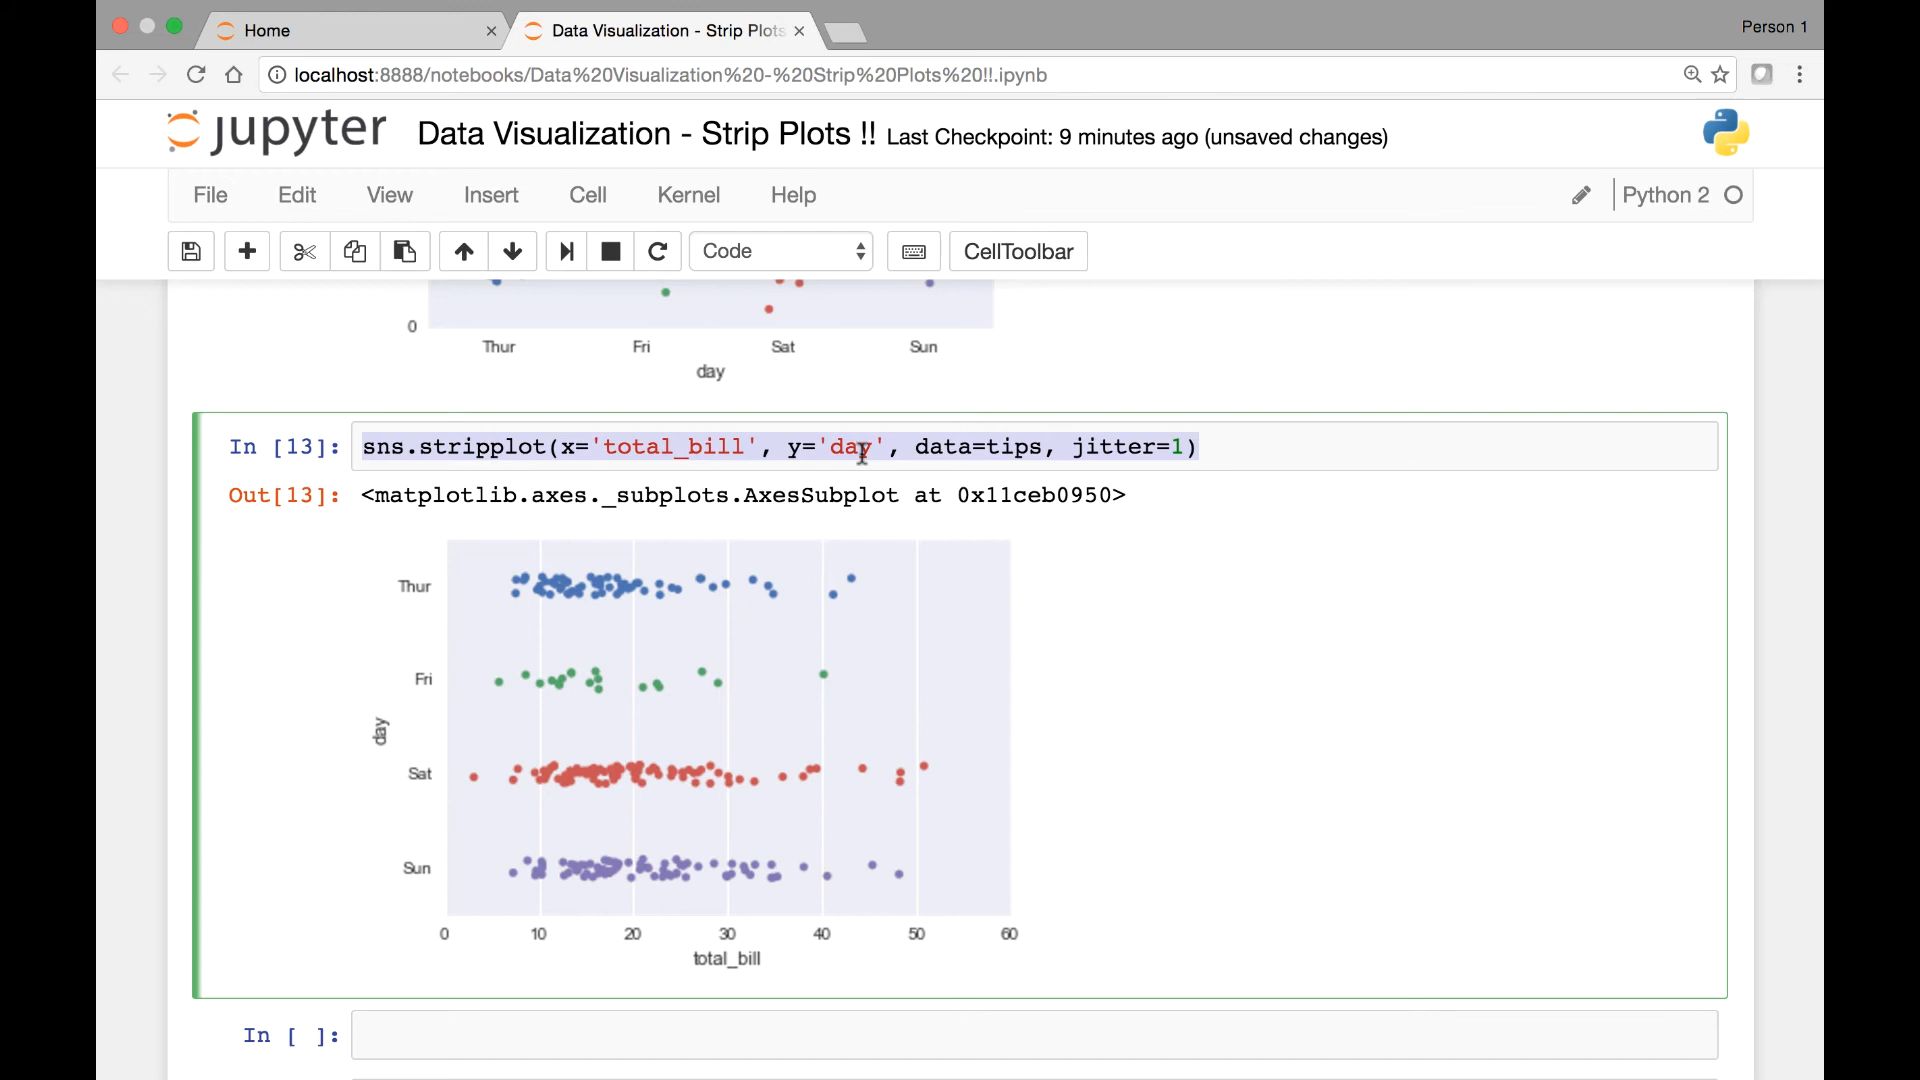 Home
Data Visualization - Strip Plots
Person 1
localhost:8888/notebooks/Data%20Visualization%20-%20Strip%20Plots%20!!.ipynb
jupyter Data Visualization - Strip Plots !! Last Checkpoint: 9 minutes ago (unsaved changes)
File Edit View Insert Cell Kernel Help Python 2
Code CellToolbar
0
Thur Fri Sat Sun
day
In [13]: sns.stripplot(x='total_bill', y='day', data=tips, jitter=1)
Out[13]: <matplotlib.axes._subplots.AxesSubplot at 0x11ceb0950>
Thur
Fri
day
Sat
Sun
0 10 20 30 40 50 60
total_bill
In [ ]: